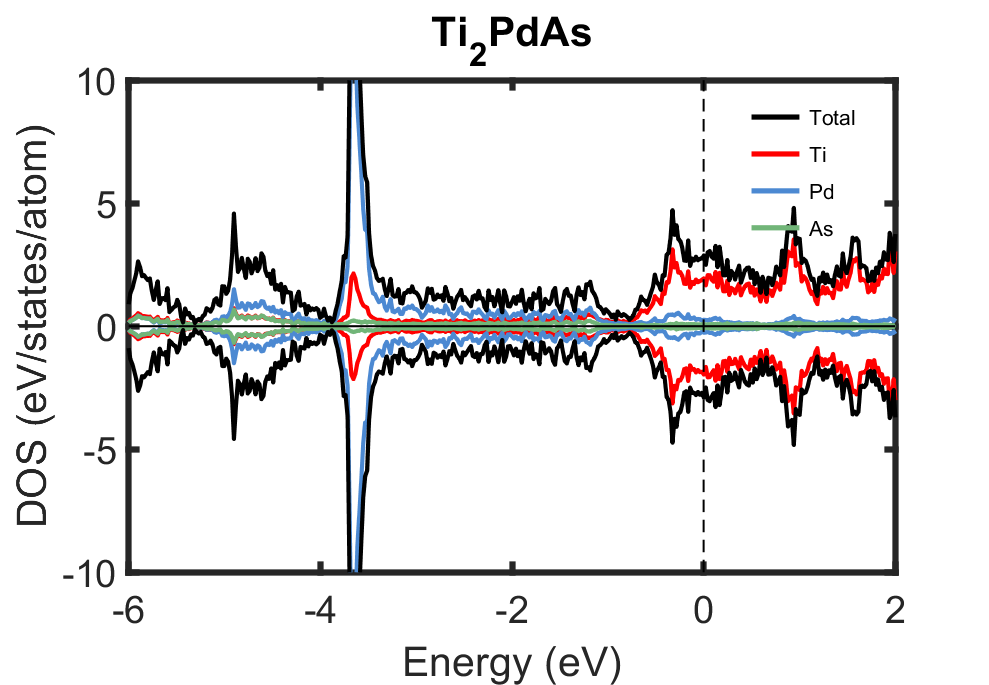 Ti2PdAs
10
5
0
-5
-10
DOS (eV/states/atom)
Total
Ti
Pd
As
-6 -4 -2 0 2
Energy (eV)